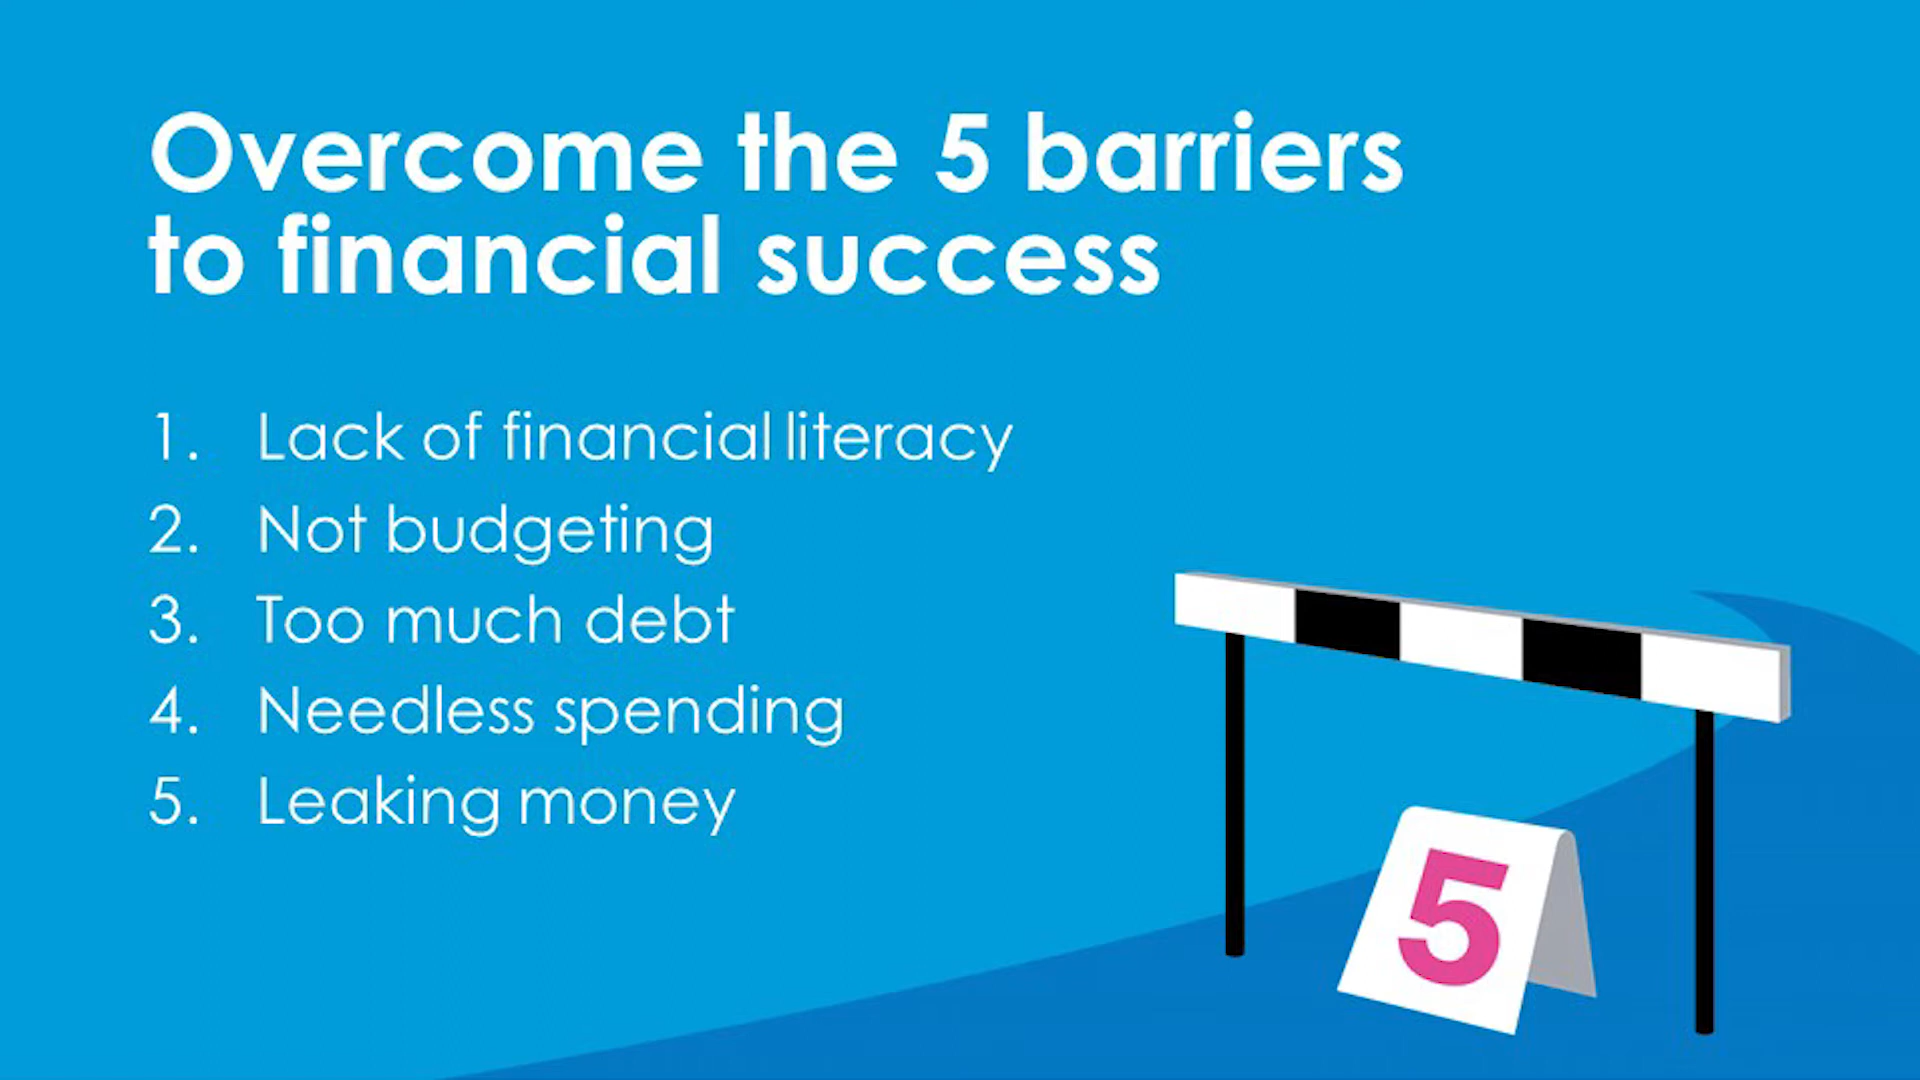 Overcome the 5 barriers
to financial success
1. Lack of financial literacy
2. Not budgeting
3. Too much debt
4. Needless spending
5. Leaking money
5